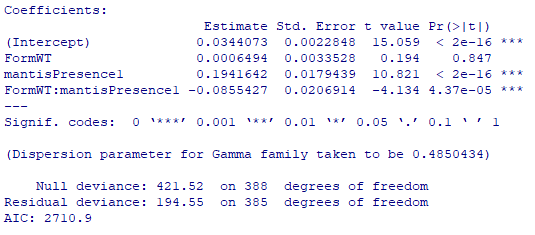 Coefficients:
Estimate Std. Error t value Pr(>|t|)
(Intercept) 0.0344073 0.0022848 15.059 < 2e-16 ***
FormWT 0.0006494 0.0033528 0.194 0.847
mantisPresence1 0.1941642 0.0179439 10.821 < 2e-16 ***
FormWT:mantisPresence1 -0.0855427 0.0206914 -4.134 4.37e-05 ***
---
Signif. codes: 0 ‘***’ 0.001 ‘**’ 0.01 ‘*’ 0.05 ‘.’ 0.1 ‘ ’ 1
(Dispersion parameter for Gamma family taken to be 0.4850434)
Null deviance: 421.52 on 388 degrees of freedom
Residual deviance: 194.55 on 385 degrees of freedom
AIC: 2710.9